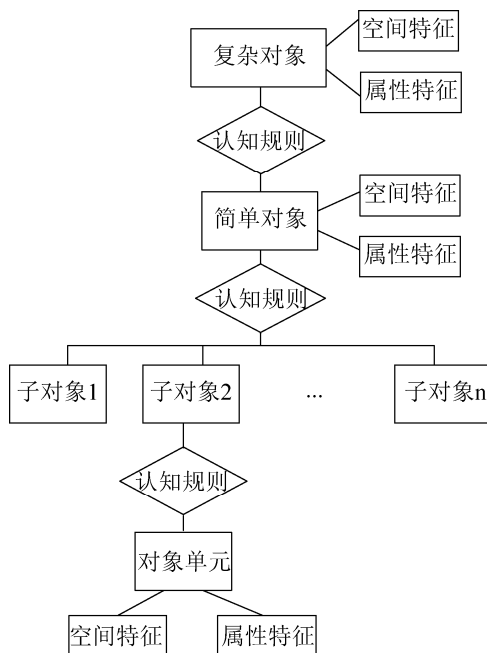 空间特征
复杂对象
属性特征
认知规则
空间特征
简单对象
属性特征
认知规则
子对象1
子对象2
...
子对象n
认知规则
对象单元
空间特征
属性特征